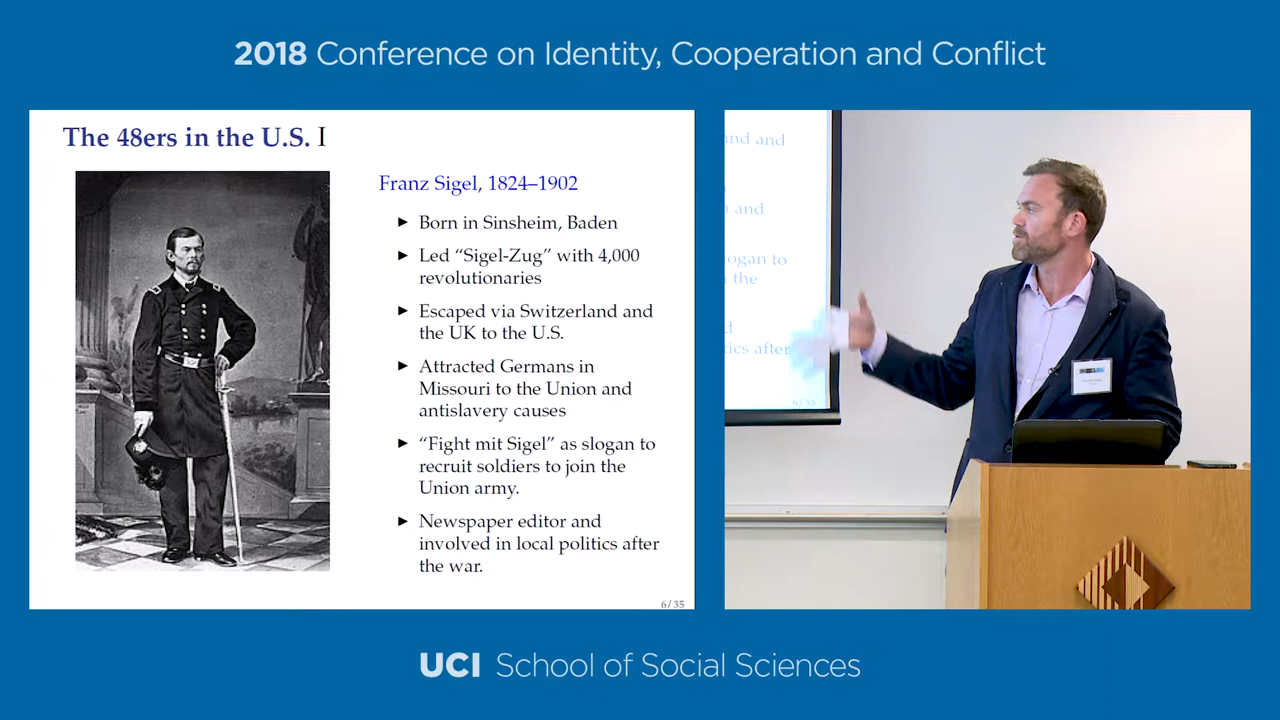 2018 Conference on Identity, Cooperation and Conflict
The 48ers in the U.S. I
Franz Sigel, 1824–1902
▶ Born in Sinsheim, Baden
▶ Led “Sigel-Zug” with 4,000
revolutionaries
▶ Escaped via Switzerland and
the UK to the U.S.
▶ Attracted Germans in
Missouri to the Union and
antislavery causes
▶ “Fight mit Sigel” as slogan to
recruit soldiers to join the
Union army.
▶ Newspaper editor and
involved in local politics after
the war.
6/35
and
and
to
the
after
6/35
UCI School of Social Sciences